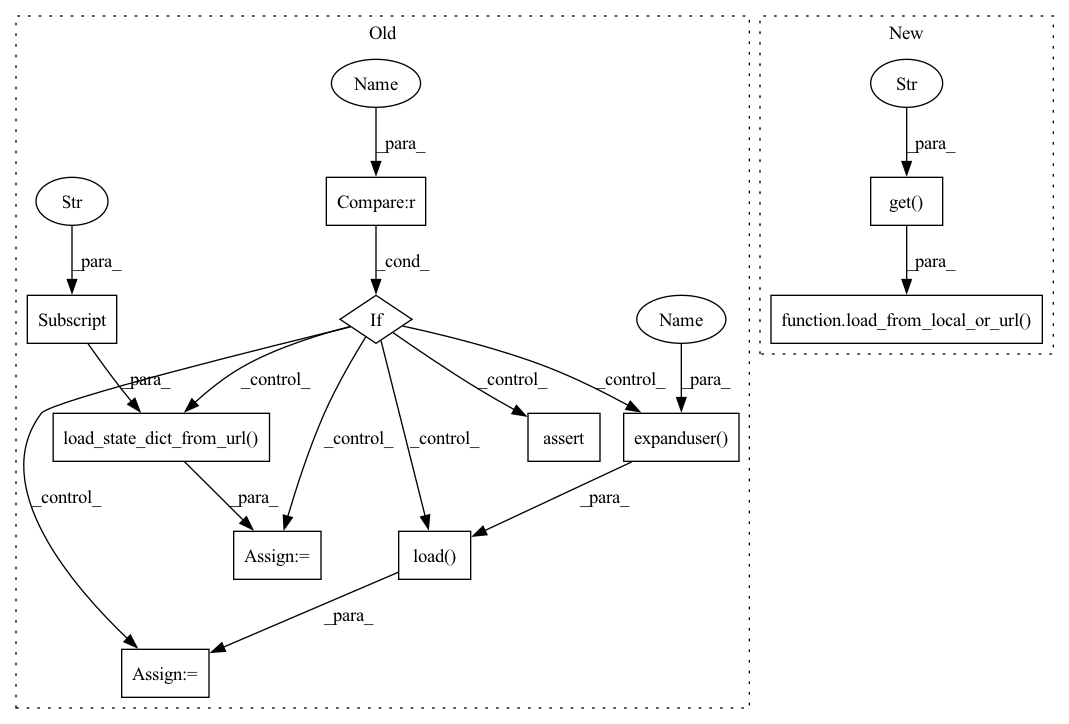 Old
New
Name
Str
_para_
_para_
Compare:r
get()
Str
_para_
_cond_
_para_
Subscript
If
Name
function.load_from_local_or_url()
_para_
_control_
_control_
_control_
_para_
load_state_dict_from_url()
assert
expanduser()
_control_
_control_
_control_
_para_
_para_
Assign:=
load()
_para_
Assign:=